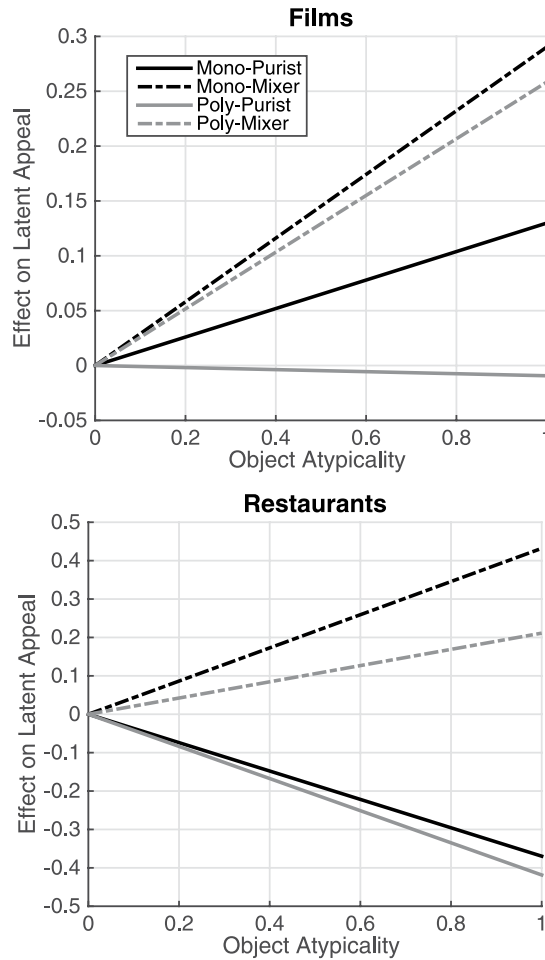 Films
0.3
0.25
0.2
0.15
0.1
0.05
0
-0.05
Effect on Latent Appeal
Mono-Purist
Mono-Mixer
Poly-Purist
Poly-Mixer
0 0.2 0.4 0.6 0.8 1
Object Atypicality
Restaurants
0.5
0.4
0.3
0.2
0.1
0
-0.1
-0.2
-0.3
-0.4
-0.5
Effect on Latent Appeal
0 0.2 0.4 0.6 0.8 1
Object Atypicality